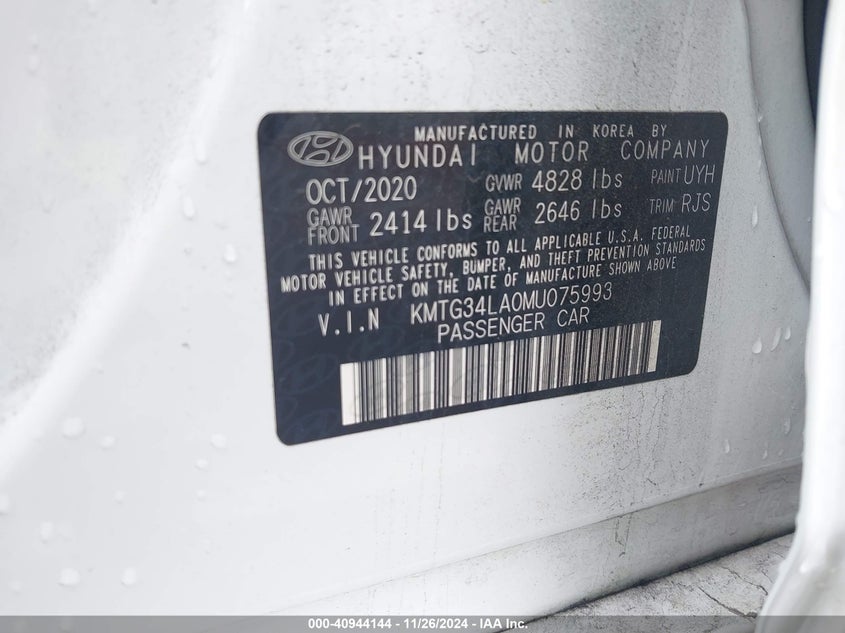 MANUFACTURED IN KOREA BY
HYUNDAI MOTOR COMPANY
OCT/2020 GVWR 4828 lbs PAINT UYH
GAWR FRONT 2414 lbs GAWR REAR 2646 lbs TRIM RJS
THIS VEHICLE CONFORMS TO ALL APPLICABLE U.S.A. FEDERAL
MOTOR VEHICLE SAFETY, BUMPER, AND THEFT PREVENTION STANDARDS
IN EFFECT ON THE DATE OF MANUFACTURE SHOWN ABOVE
V.I.N KMTG34LA0MU075993
PASSENGER CAR
000-40944144 - 11/26/2024 - IAA Inc.